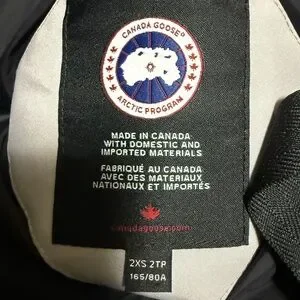 CANADA GOOSE®
ARCTIC PROGRAM
MADE IN CANADA
WITH DOMESTIC AND
IMPORTED MATERIALS
FABRIQUÉ AU CANADA
AVEC DES MATÉRIAUX
NATIONAUX ET IMPORTÉS
canadagoose.com
2XS 2TP
165/80A